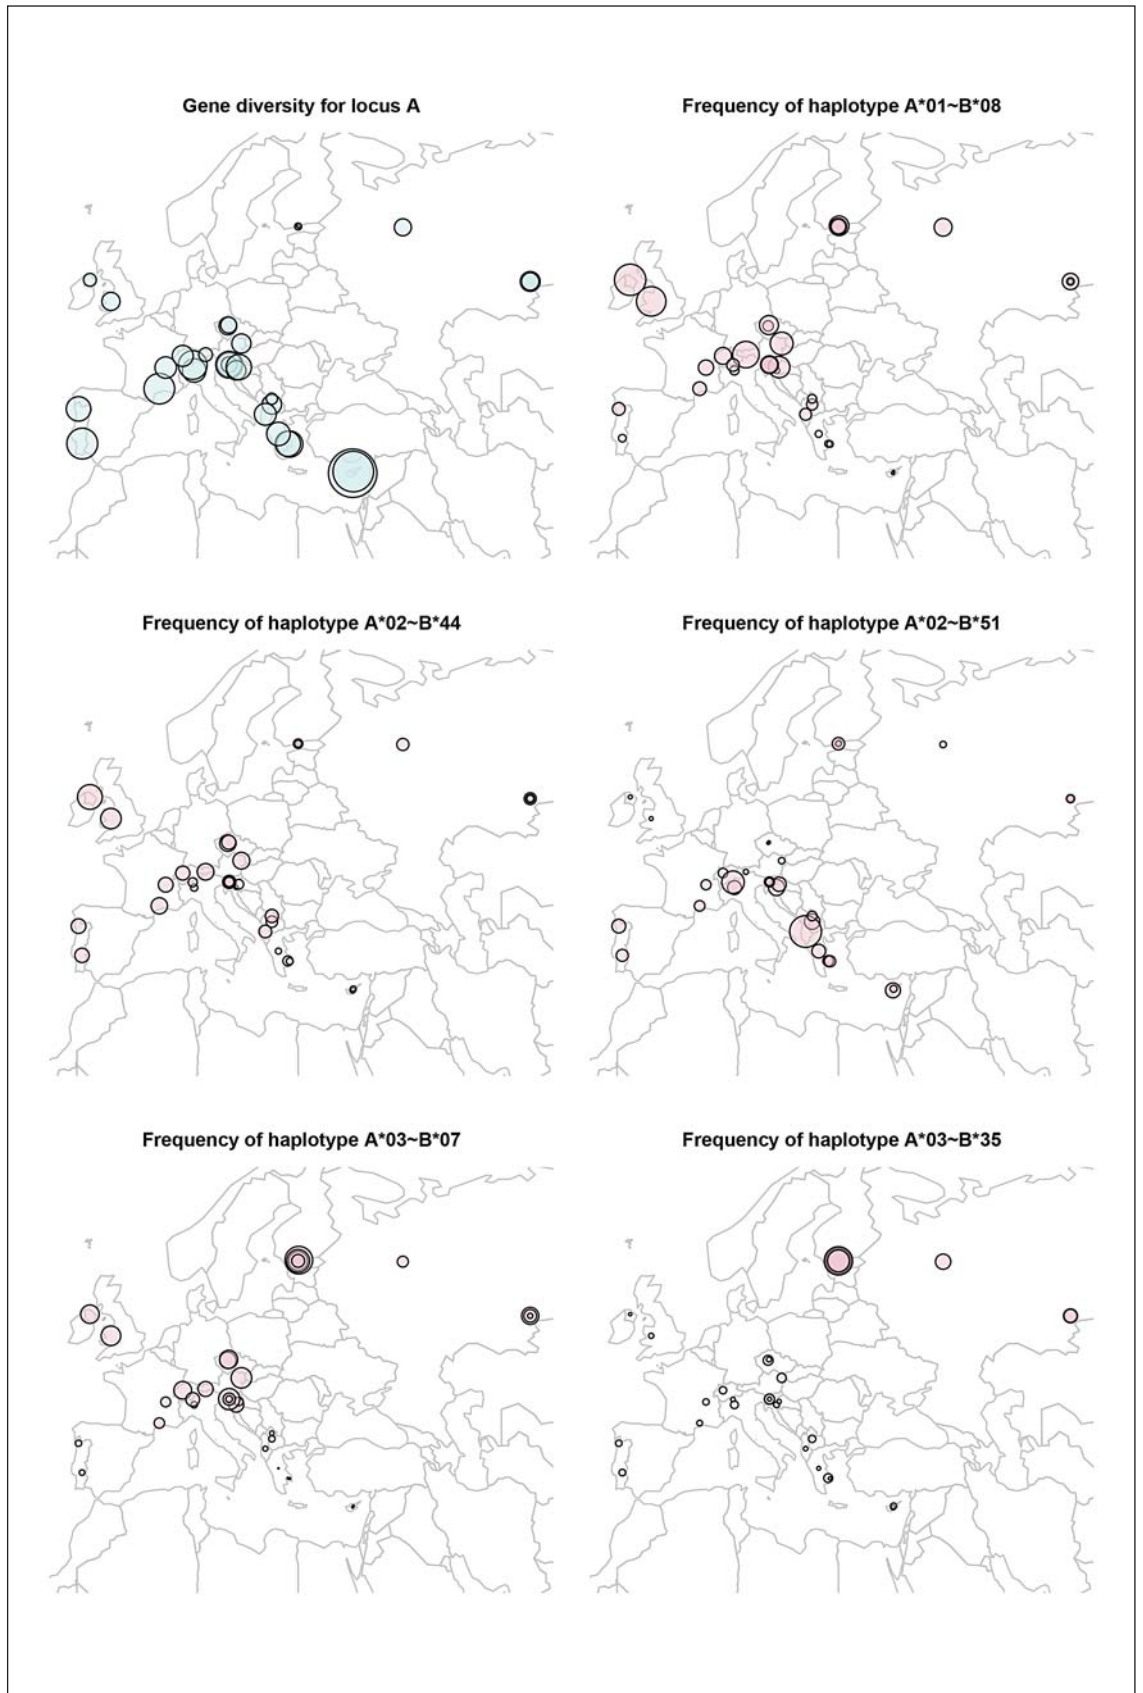 Gene diversity for locus A
Frequency of haplotype A*01~B*08
Frequency of haplotype A*02~B*44
Frequency of haplotype A*02~B*51
Frequency of haplotype A*03~B*07
Frequency of haplotype A*03~B*35